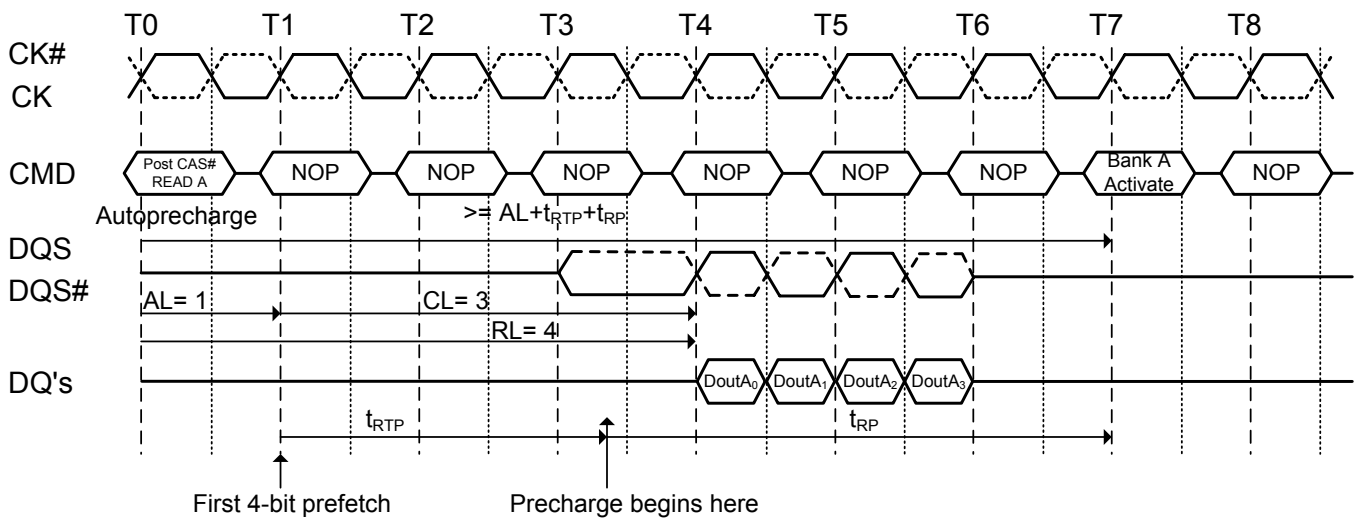 T0 T1 T2 T3 T4 T5 T6 T7 T8
CK#
CK
CMD
Post CAS#
READ A
NOP NOP NOP NOP NOP NOP
Bank A
Activate
NOP
Autoprecharge
>= AL+tRTP+tRP
DQS
DQS#
AL= 1
CL= 3
RL= 4
DQ's
DoutA0 DoutA1 DoutA2 DoutA3
tRTP
tRP
First 4-bit prefetch
Precharge begins here